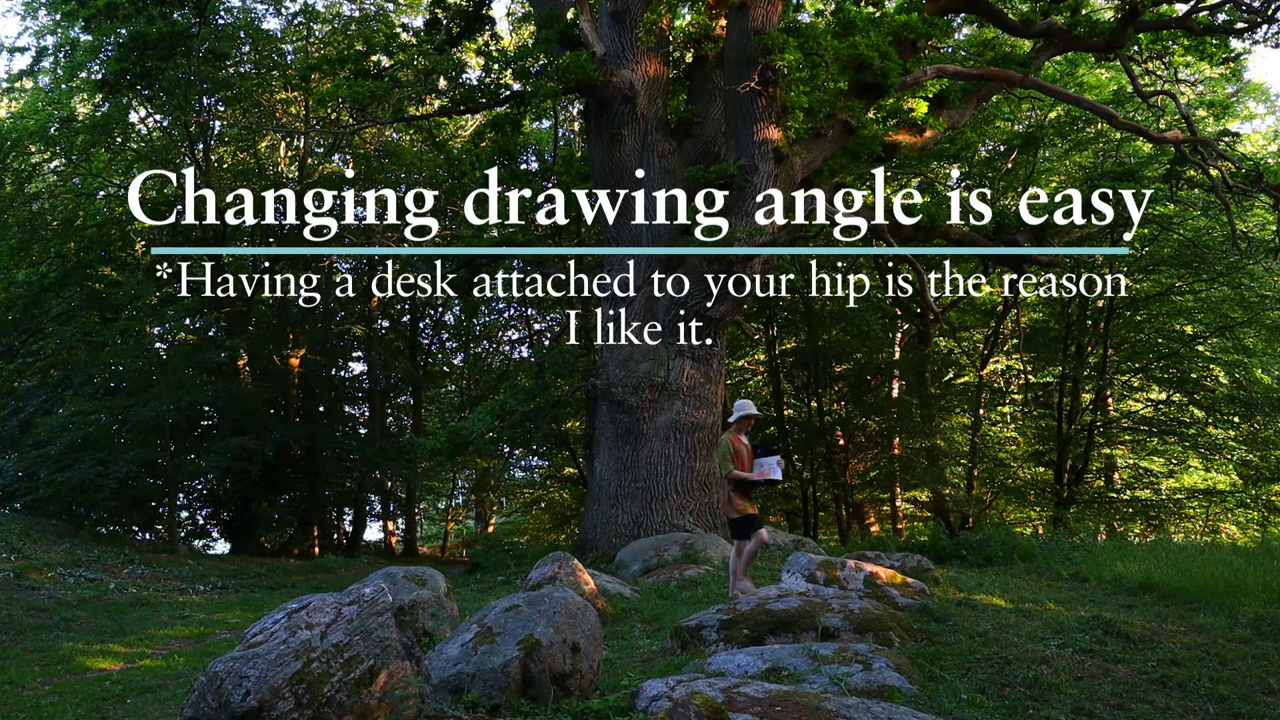 Changing drawing angle is easy
*Having a desk attached to your hip is the reason
I like it.